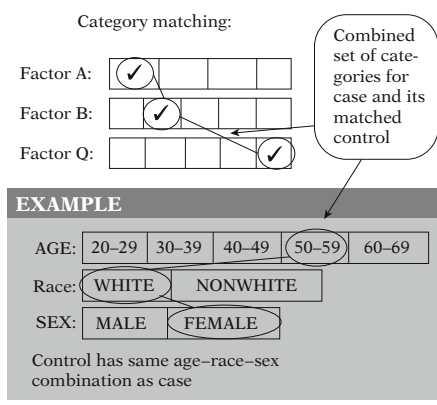 Category matching:
Factor A: ✓
Factor B: ✓
Factor Q: ✓
Combined
set of cate-
gories for
case and its
matched
control
EXAMPLE
AGE: 20–29 30–39 40–49 50–59 60–69
Race: WHITE NONWHITE
SEX: MALE FEMALE
Control has same age–race–sex
combination as case